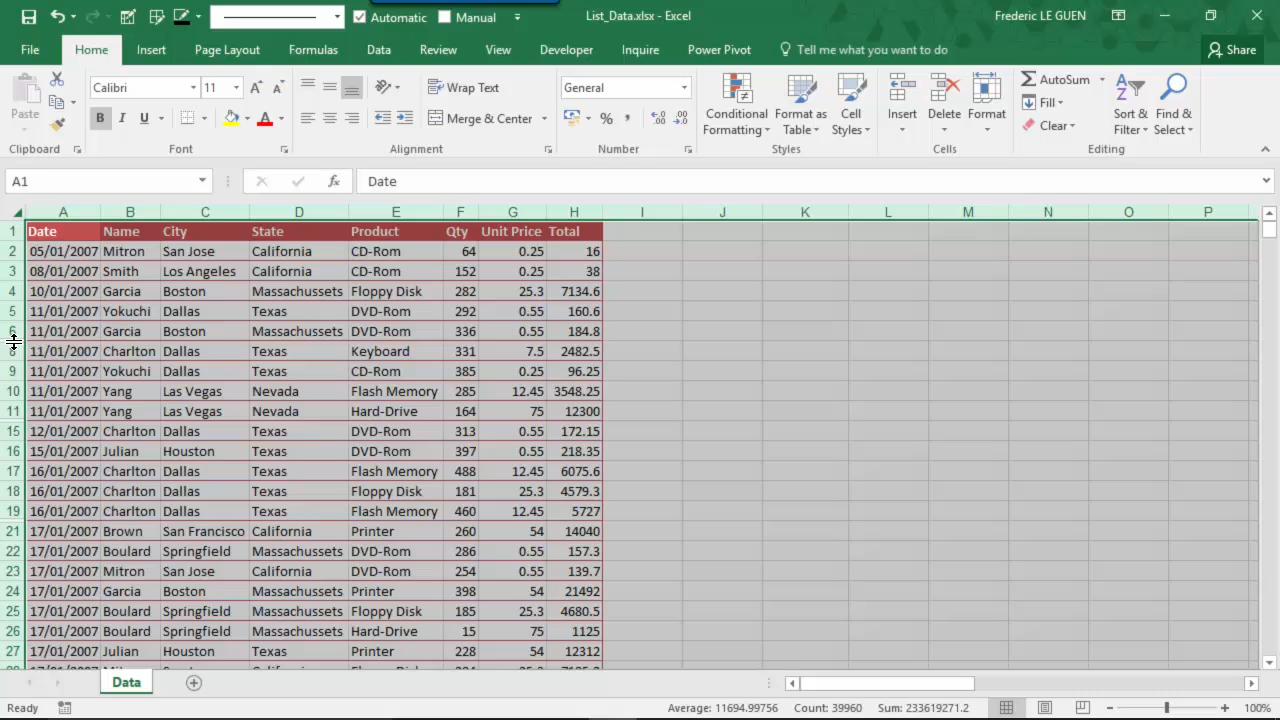 Automatic Manual List_Data.xlsx - Excel Frederic LE GUEN
File Home Insert Page Layout Formulas Data Review View Developer Inquire Power Pivot Tell me what you want to do Share
Paste Calibri 11 Wrap Text General Conditional Formatting Format as Table Cell Styles Insert Delete Format AutoSum Sort & Filter Find & Select
B I U Merge & Center % Fill
Clear
Clipboard Font Alignment Number Styles Cells Editing
A1 fx Date
A B C D E F G H I J K L M N O P
1 Date Name City State Product Qty Unit Price Total
2 05/01/2007 Mitron San Jose California CD-Rom 64 0.25 16
3 08/01/2007 Smith Los Angeles California CD-Rom 152 0.25 38
4 10/01/2007 Garcia Boston Massachussets Floppy Disk 282 25.3 7134.6
5 11/01/2007 Yokuchi Dallas Texas DVD-Rom 292 0.55 160.6
6 11/01/2007 Garcia Boston Massachussets DVD-Rom 336 0.55 184.8
8 11/01/2007 Charlton Dallas Texas Keyboard 331 7.5 2482.5
9 11/01/2007 Yokuchi Dallas Texas CD-Rom 385 0.25 96.25
10 11/01/2007 Yang Las Vegas Nevada Flash Memory 285 12.45 3548.25
11 11/01/2007 Yang Las Vegas Nevada Hard-Drive 164 75 12300
15 12/01/2007 Charlton Dallas Texas DVD-Rom 313 0.55 172.15
16 15/01/2007 Julian Houston Texas DVD-Rom 397 0.55 218.35
17 16/01/2007 Charlton Dallas Texas Flash Memory 488 12.45 6075.6
18 16/01/2007 Charlton Dallas Texas Floppy Disk 181 25.3 4579.3
19 16/01/2007 Charlton Dallas Texas Flash Memory 460 12.45 5727
21 17/01/2007 Brown San Francisco California Printer 260 54 14040
22 17/01/2007 Boulard Springfield Massachussets DVD-Rom 286 0.55 157.3
23 17/01/2007 Mitron San Jose California DVD-Rom 254 0.55 139.7
24 17/01/2007 Garcia Boston Massachussets Printer 398 54 21492
25 17/01/2007 Boulard Springfield Massachussets Floppy Disk 185 25.3 4680.5
26 17/01/2007 Boulard Springfield Massachussets Hard-Drive 15 75 1125
27 17/01/2007 Julian Houston Texas Printer 228 54 12312
Data
Ready Average: 11694.99756 Count: 39960 Sum: 233619271.2 100%